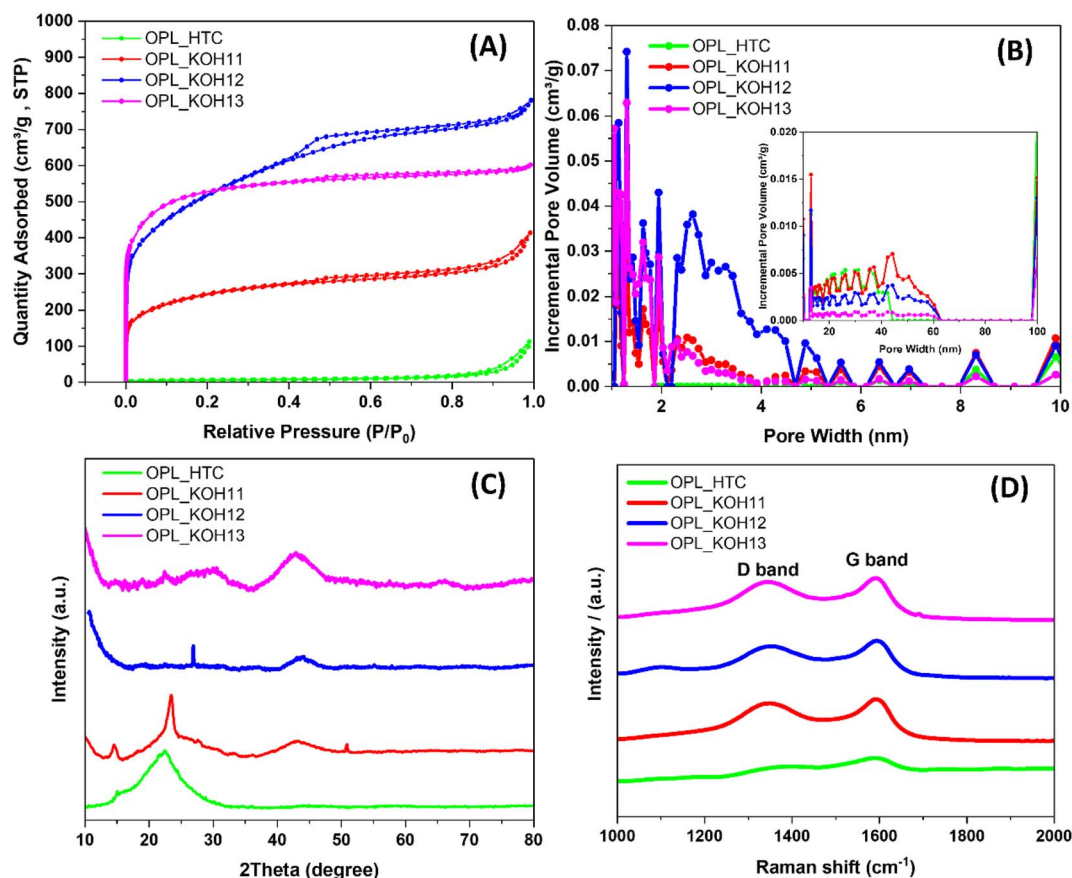 (A)
OPL_HTC
OPL_KOH11
OPL_KOH12
OPL_KOH13
Quantity Adsorbed (cm³/g , STP)
1000
900
800
700
600
500
400
300
200
100
0
0.0 0.2 0.4 0.6 0.8 1.0
Relative Pressure (P/P₀)
(B)
OPL_HTC
OPL_KOH11
OPL_KOH12
OPL_KOH13
Incremental Pore Volume (cm³/g)
0.08
0.07
0.06
0.05
0.04
0.03
0.02
0.01
0.00
2 4 6 8 10
Pore Width (nm)
Incremental Pore Volume (cm³/g)
0.020
0.015
0.010
0.005
0.000
10 20 30 40 50 60 70 80 90 100
Pore Width (nm)
(C)
OPL_HTC
OPL_KOH11
OPL_KOH12
OPL_KOH13
Intensity (a.u.)
10 20 30 40 50 60 70 80
2Theta (degree)
(D)
OPL_HTC
OPL_KOH11
OPL_KOH12
OPL_KOH13
D band
G band
Intensity / (a.u.)
1000 1200 1400 1600 1800 2000
Raman shift (cm⁻¹)